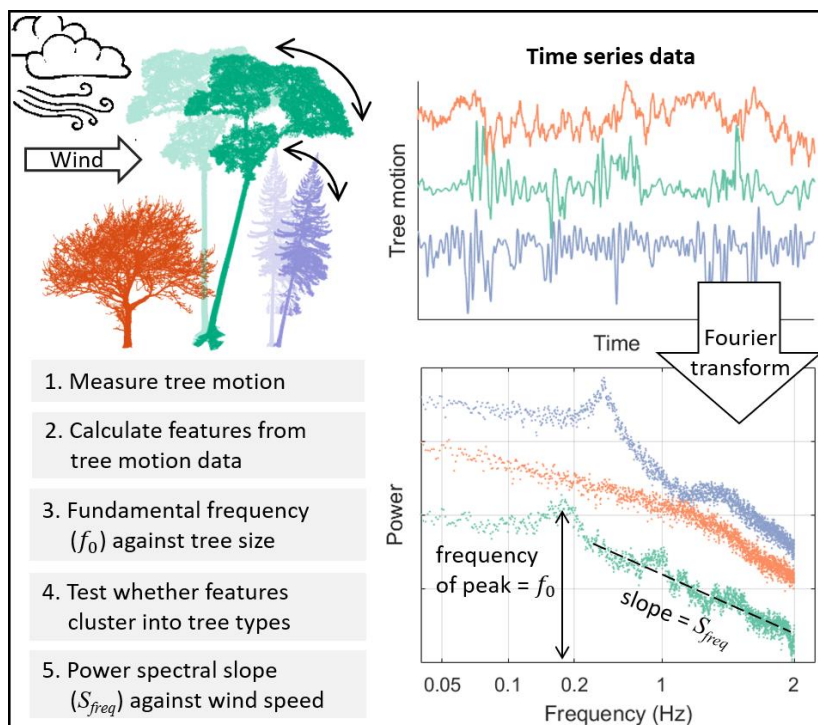 Wind
1. Measure tree motion
2. Calculate features from
tree motion data
3. Fundamental frequency
(f0) against tree size
4. Test whether features
cluster into tree types
5. Power spectral slope
(Sfreq) against wind speed
Time series data
Tree motion
Time
Fourier
transform
Power
frequency
of peak = f0
slope = Sfreq
0.05 0.1 0.2 1 2
Frequency (Hz)